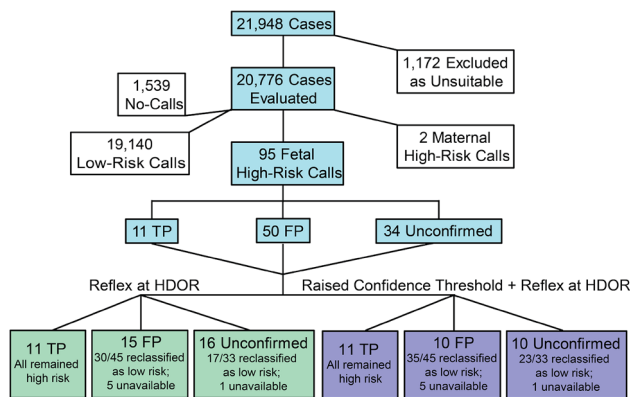 21,948 Cases
1,172 Excluded
as Unsuitable
20,776 Cases
Evaluated
1,539
No-Calls
19,140
Low-Risk Calls
2 Maternal
High-Risk Calls
95 Fetal
High-Risk Calls
11 TP
50 FP
34 Unconfirmed
Reflex at HDOR
Raised Confidence Threshold + Reflex at HDOR
11 TP
All remained
high risk
15 FP
30/45 reclassified
as low risk;
5 unavailable
16 Unconfirmed
17/33 reclassified
as low risk;
1 unavailable
11 TP
All remained
high risk
10 FP
35/45 reclassified
as low risk;
5 unavailable
10 Unconfirmed
23/33 reclassified
as low risk;
1 unavailable